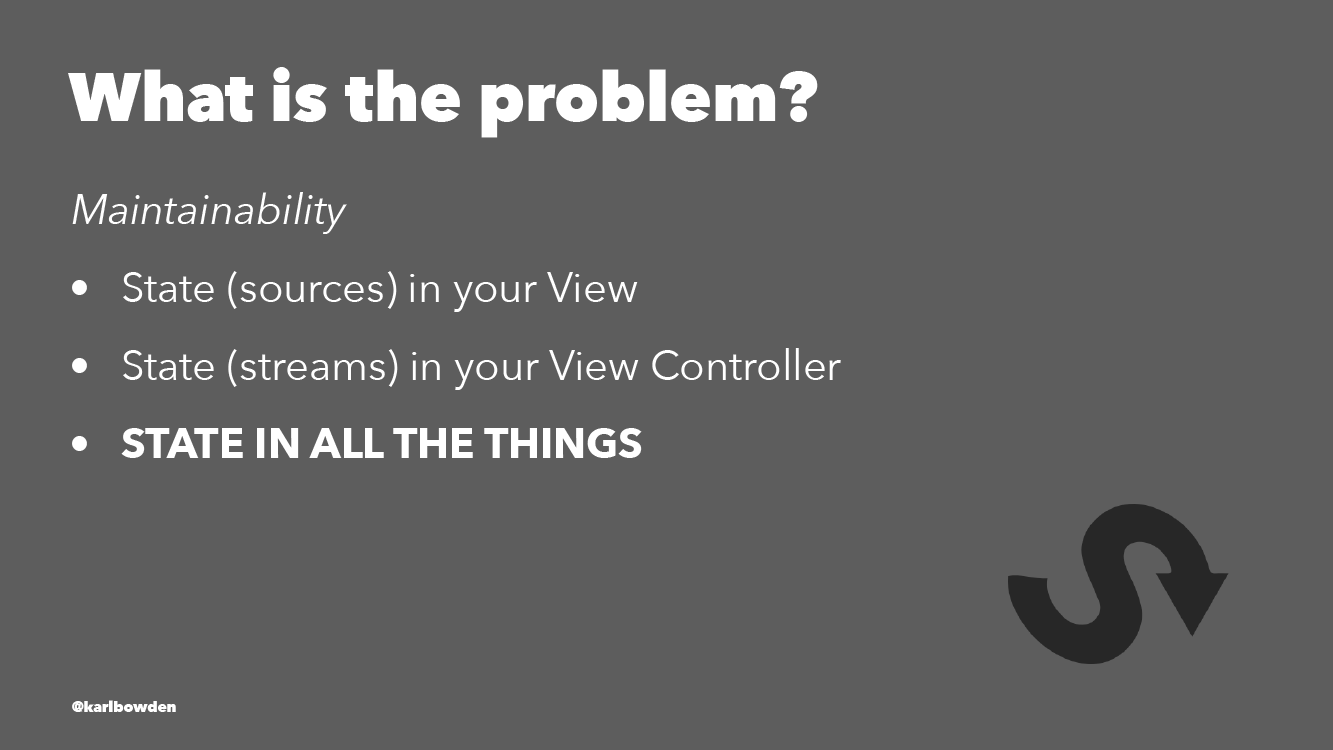 What is the problem?
Maintainability
• State (sources) in your View
• State (streams) in your View Controller
• STATE IN ALL THE THINGS
@karlbowden